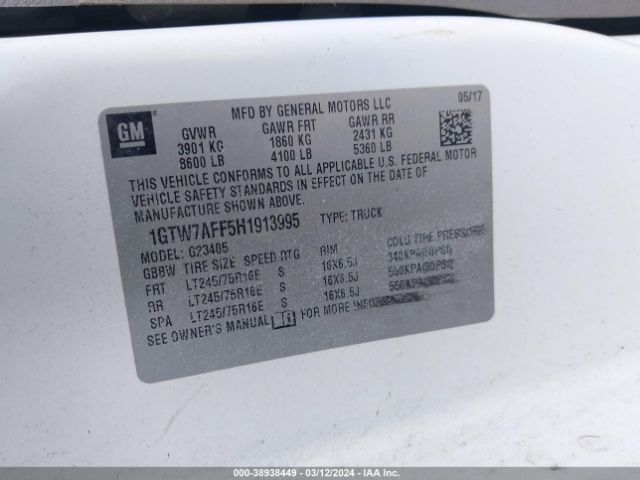 GM
MFD BY GENERAL MOTORS LLC 05/17
GVWR GAWR FRT GAWR RR
3901 KG 1860 KG 2431 KG
8600 LB 4100 LB 5360 LB
THIS VEHICLE CONFORMS TO ALL APPLICABLE U.S. FEDERAL MOTOR
VEHICLE SAFETY STANDARDS IN EFFECT ON THE DATE OF
MANUFACTURE SHOWN ABOVE.
1GTW7AFF5H1913995 TYPE: TRUCK
MODEL: G23405
GBBW TIRE SIZE SPEED RTG RIM COLD TIRE PRESSURE
FRT LT245/75R16E S 16X6.5J 340KPA(50PSI)
RR LT245/75R16E S 16X6.5J 550KPA(80PSI)
SPA LT245/75R16E S 16X6.5J
SEE OWNER'S MANUAL FOR MORE
000-38938449 - 03/12/2024 - IAA Inc.